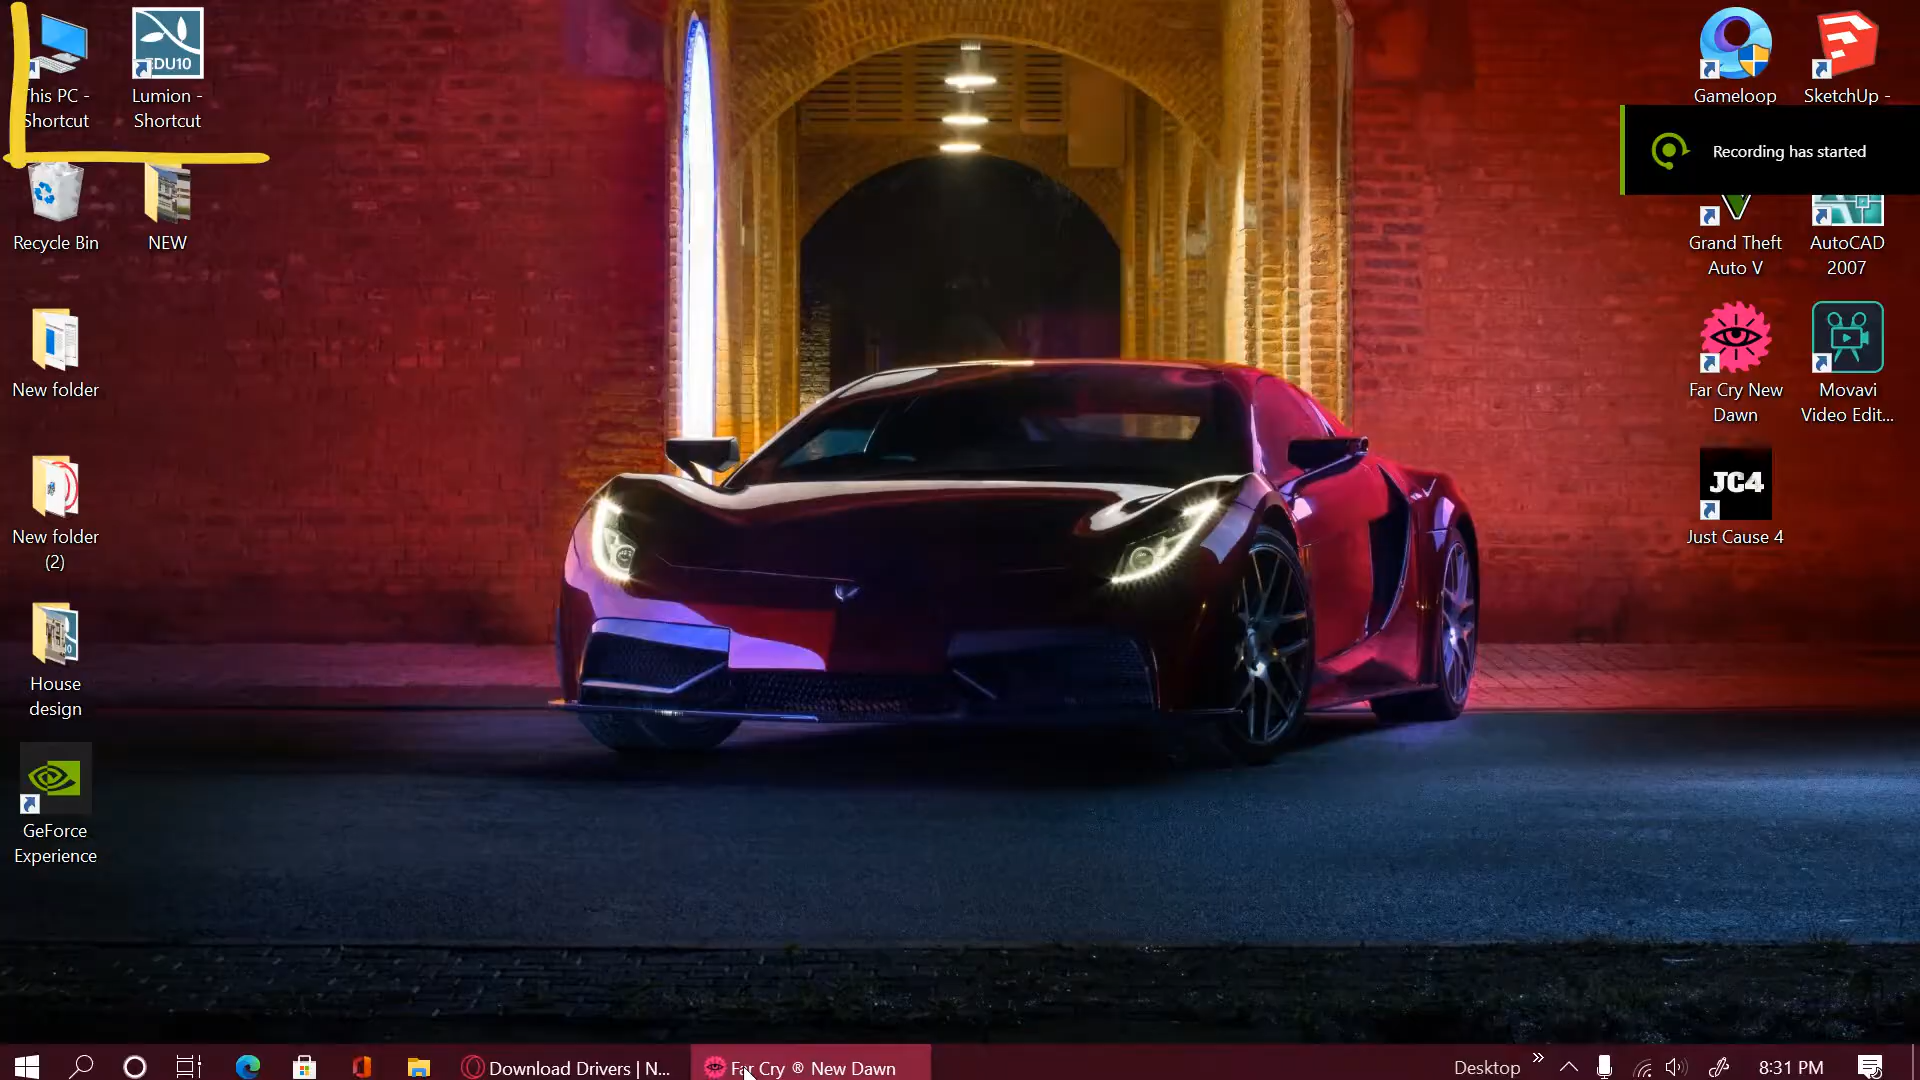 This PC -
Shortcut
EDU10
Lumion -
Shortcut
Recycle Bin
NEW
New folder
New folder
(2)
House
design
GeForce
Experience
Gameloop
SketchUp -
Recording has started
Grand Theft
Auto V
AutoCAD
2007
Far Cry New
Dawn
Movavi
Video Edit...
JC4
Just Cause 4
Download Drivers | N...
Far Cry ® New Dawn
Desktop
8:31 PM